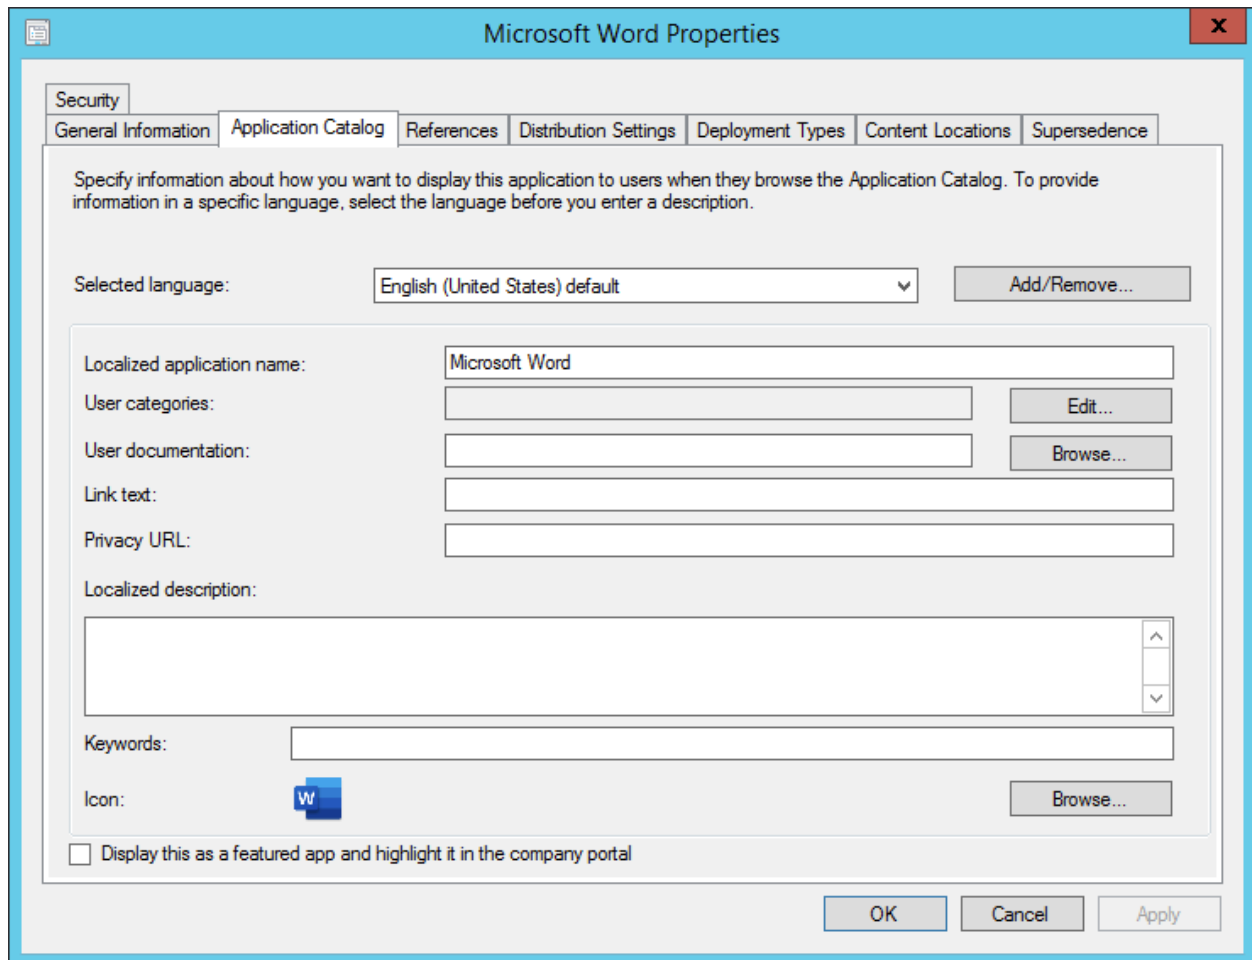 Microsoft Word Properties
x
Security
General Information
Application Catalog
References
Distribution Settings
Deployment Types
Content Locations
Supersedence
Specify information about how you want to display this application to users when they browse the Application Catalog. To provide
information in a specific language, select the language before you enter a description.
Selected language:
English (United States) default
Add/Remove...
Localized application name:
Microsoft Word
User categories:
Edit...
User documentation:
Browse...
Link text:
Privacy URL:
Localized description:
Keywords:
Icon:
W
Browse...
Display this as a featured app and highlight it in the company portal
OK
Cancel
Apply